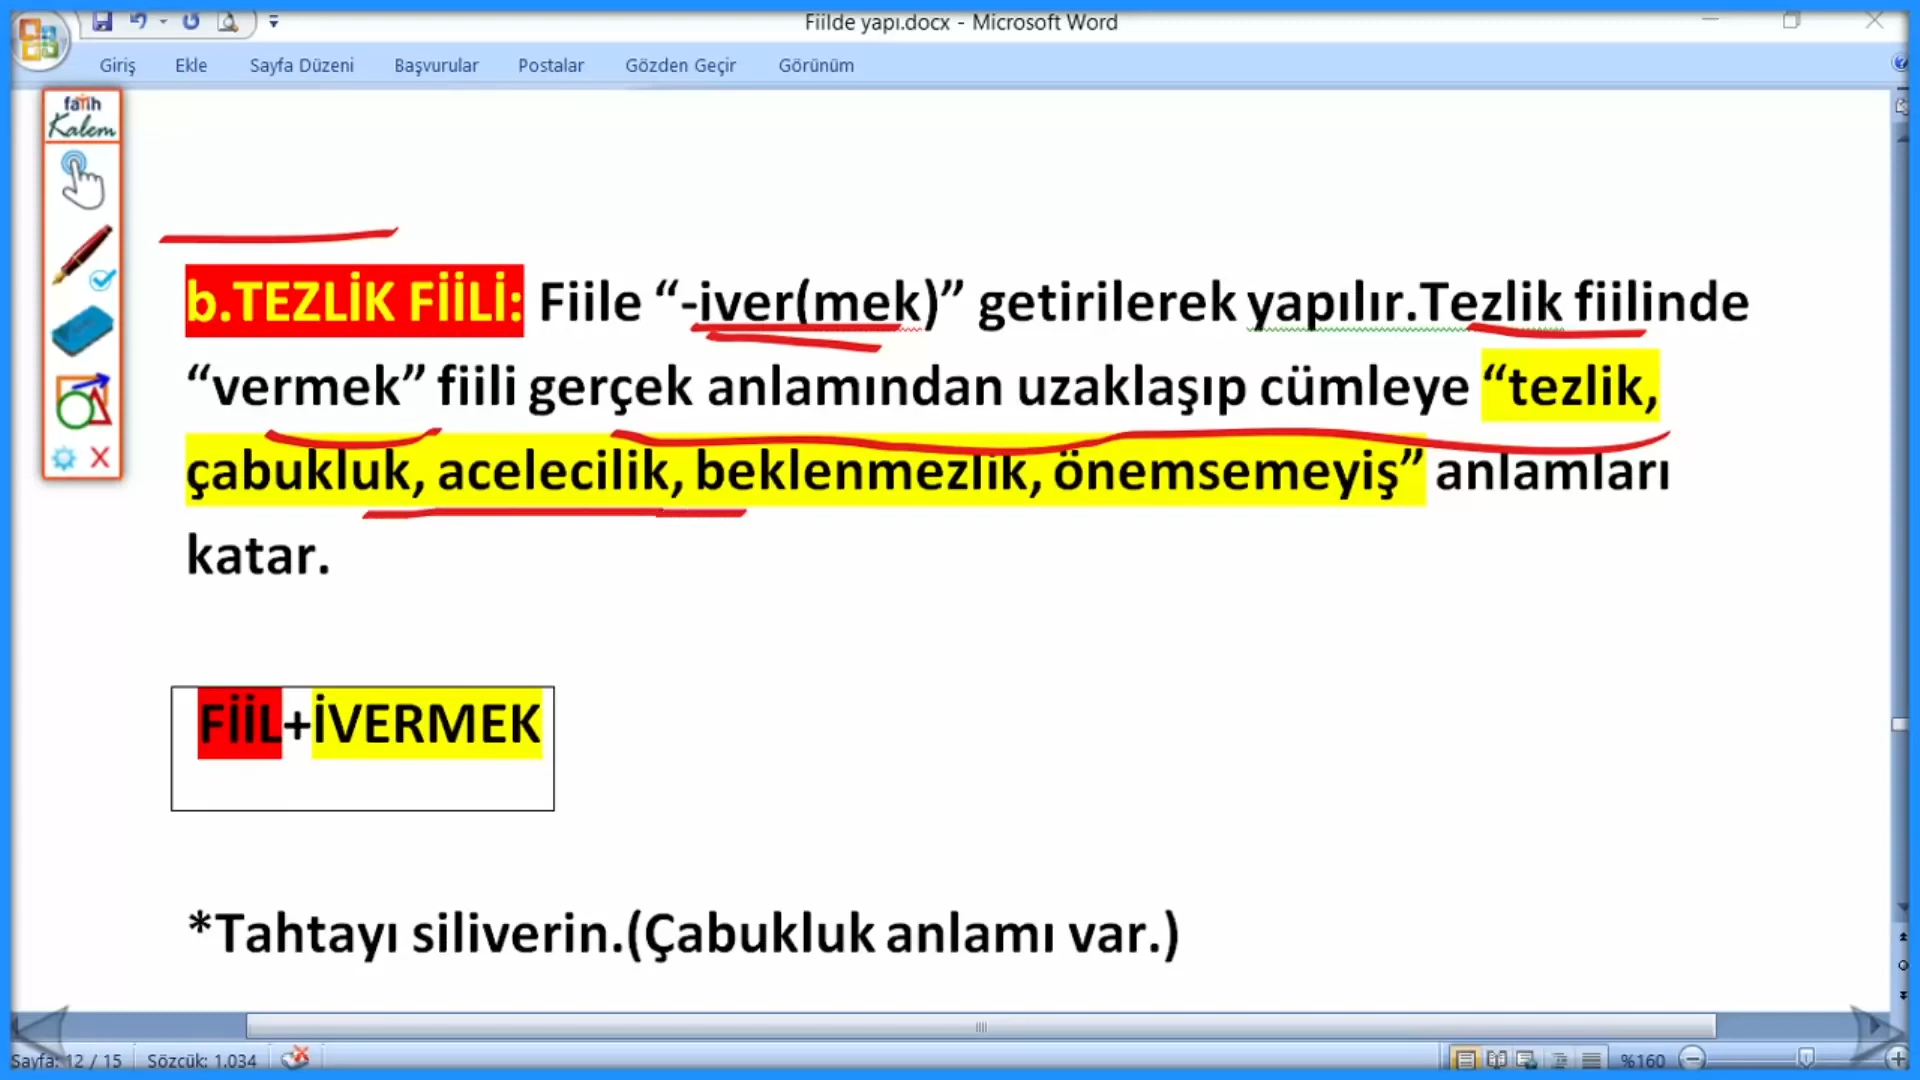 Fiilde yapı.docx - Microsoft Word
Giriş Ekle Sayfa Düzeni Başvurular Postalar Gözden Geçir Görünüm
fatih
Kalem
b.TEZLİK FİİLİ: Fiile “-iver(mek)” getirilerek yapılır.Tezlik fiilinde
“vermek” fiili gerçek anlamından uzaklaşıp cümleye “tezlik,
çabukluk, acelecilik, beklenmezlik, önemsemeyiş” anlamları
katar.
FİİL+İVERMEK
*Tahtayı siliverin.(Çabukluk anlamı var.)
Sayfa: 12 / 15 Sözcük: 1.034 %160